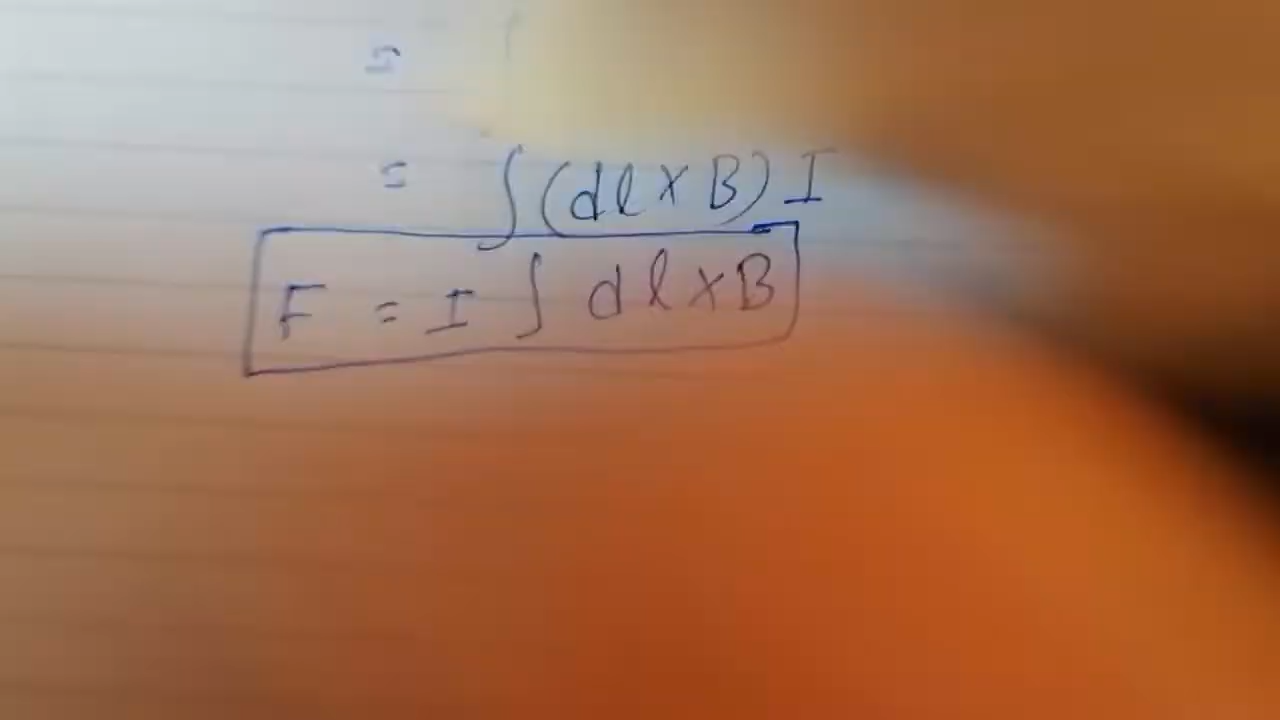 =
= ∫(dl × B) I
F = I ∫ dl × B